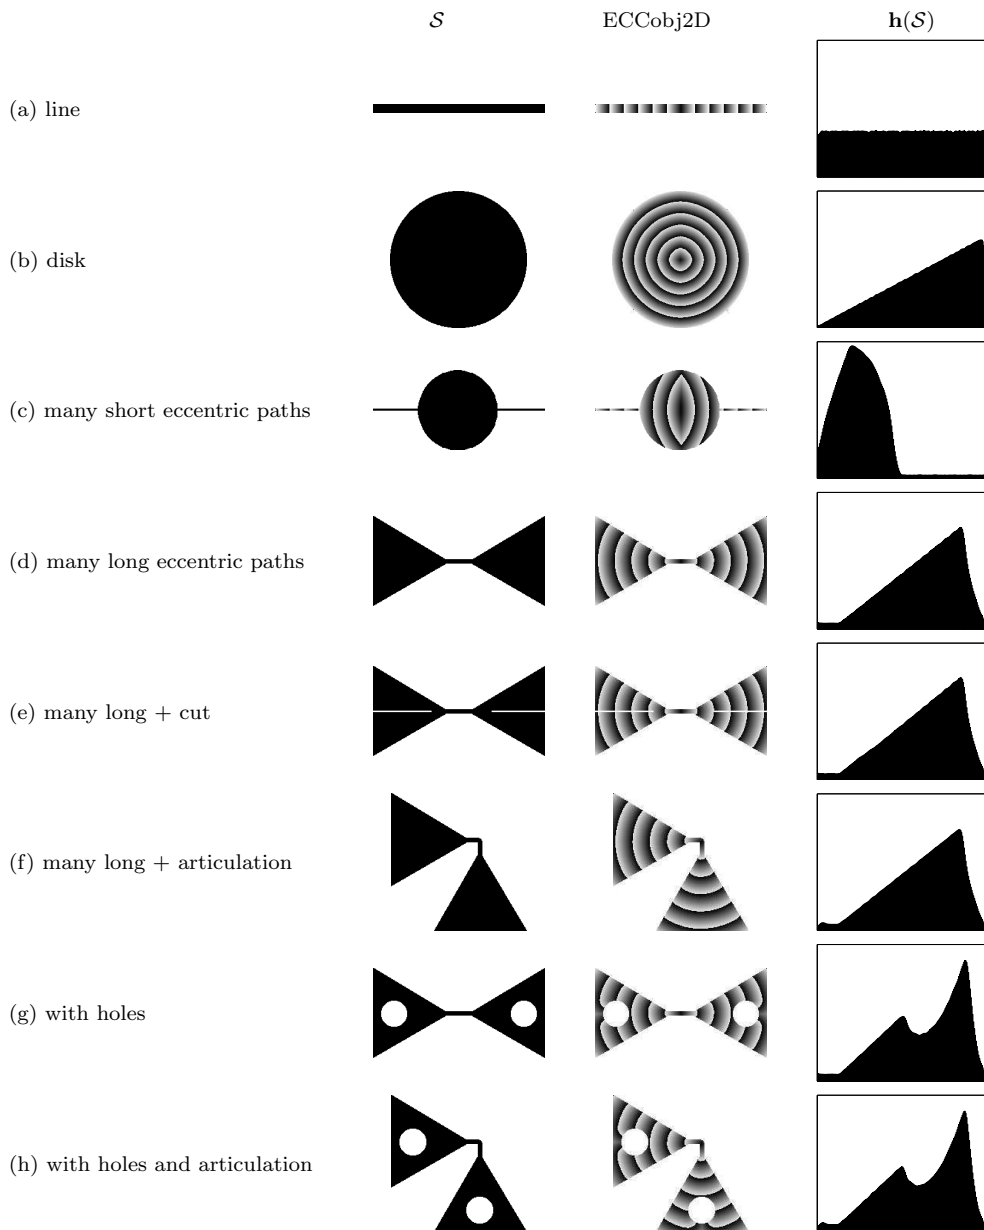 𝒮 ECCobj2D 𝐡(𝒮)
(a) line
(b) disk
(c) many short eccentric paths
(d) many long eccentric paths
(e) many long + cut
(f) many long + articulation
(g) with holes
(h) with holes and articulation